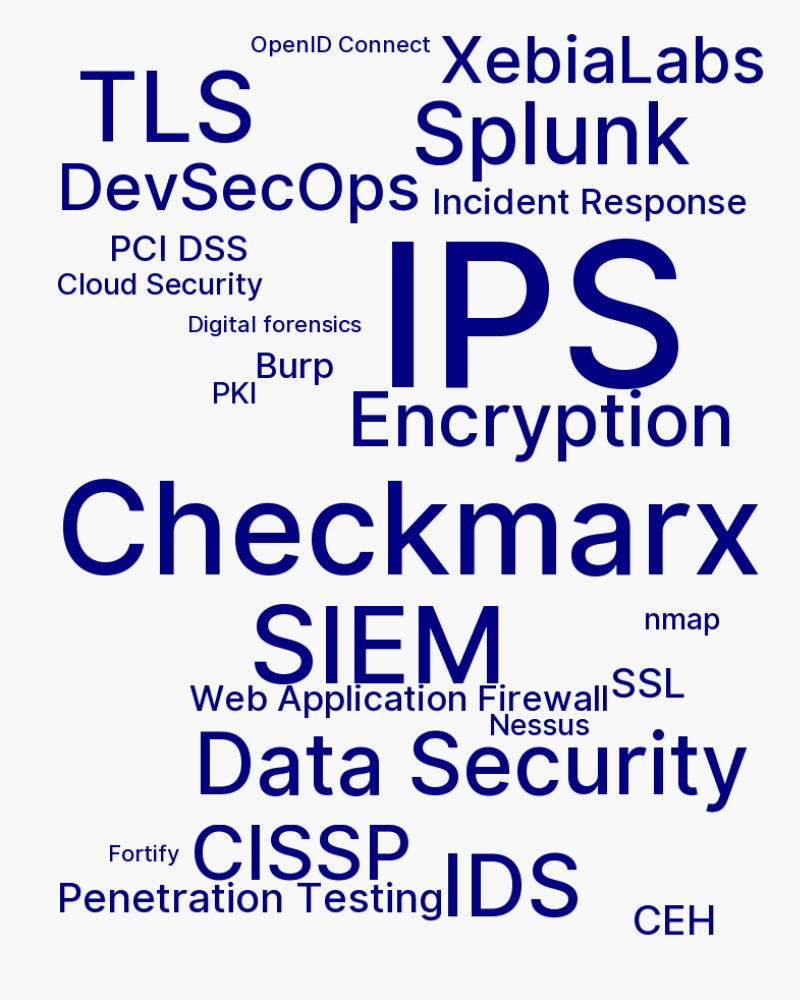 OpenID Connect
XebiaLabs
TLS
Splunk
DevSecOps
Incident Response
PCI DSS
Cloud Security
IPS
Digital forensics
Burp
PKI
Encryption
Checkmarx
SIEM
nmap
SSL
Web Application Firewall
Nessus
Data Security
Fortify
CISSP
IDS
Penetration Testing
CEH